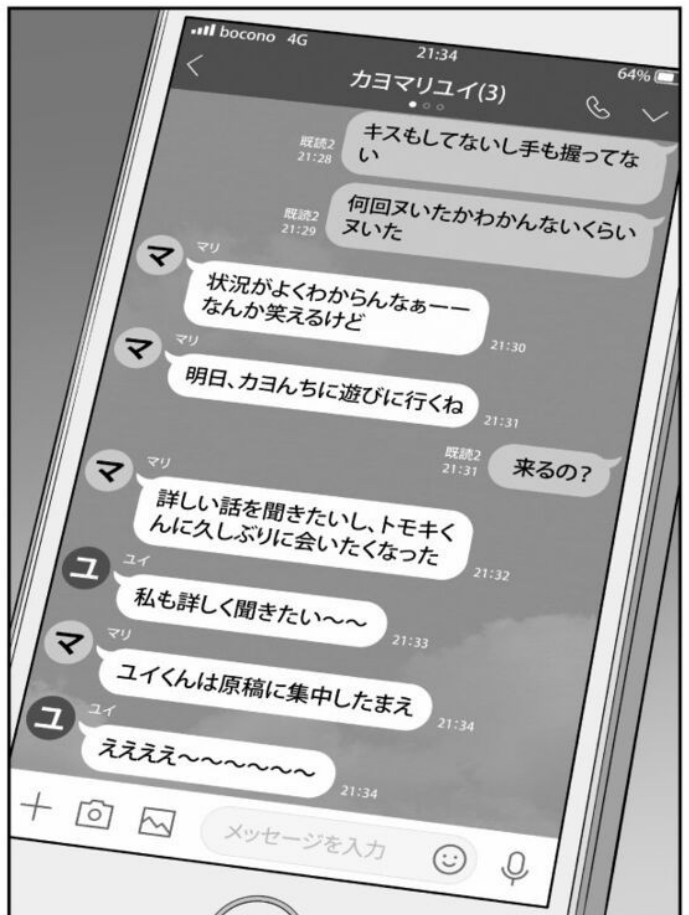 bocono 4G
21:34
64%
カヨマリユイ(3)
キスもしてないし手も握ってな
い
既読2
21:28
何回ヌいたかわかんないくらい
ヌいた
既読2
21:29
マ
マリ
状況がよくわからんなぁーー
なんか笑えるけど
21:30
マ
マリ
明日、カヨんちに遊びに行くね
21:31
既読2
21:31
来るの?
マ
マリ
詳しい話を聞きたいし、トモキく
んに久しぶりに会いたくなった
21:32
ユ
ユイ
私も詳しく聞きたい〜〜
21:33
マ
マリ
ユイくんは原稿に集中したまえ
21:34
ユ
ユイ
ええええ〜〜〜〜〜〜
21:34
メッセージを入力